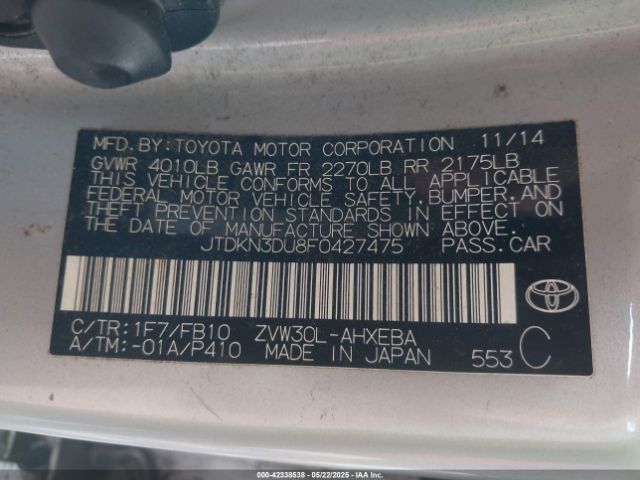 MFD.BY:TOYOTA MOTOR CORPORATION 11/14
GVWR 4010LB GAWR FR 2270LB RR 2175LB
THIS VEHICLE CONFORMS TO ALL APPLICABLE
FEDERAL MOTOR VEHICLE SAFETY,BUMPER,AND
THEFT PREVENTION STANDARDS IN EFFECT ON
THE DATE OF MANUFACTURE SHOWN ABOVE.
JTDKN3DU8F0427475 PASS.CAR
C/TR:1F7/FB10 ZVW30L-AHXEBA
A/TM:-01A/P410 MADE IN JAPAN 553 C
000-42338538 - 05/22/2025 - IAA Inc.